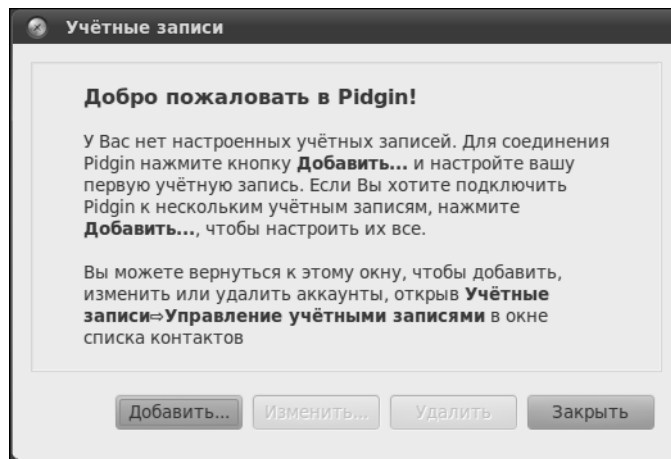 Учётные записи
Добро пожаловать в Pidgin!
У Вас нет настроенных учётных записей. Для соединения
Pidgin нажмите кнопку Добавить... и настройте вашу
первую учётную запись. Если Вы хотите подключить
Pidgin к нескольким учётным записям, нажмите
Добавить..., чтобы настроить их все.
Вы можете вернуться к этому окну, чтобы добавить,
изменить или удалить аккаунты, открыв Учётные
записи⇨Управление учётными записями в окне
списка контактов
Добавить... Изменить... Удалить Закрыть